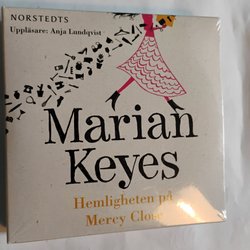 NORSTEDTS
Uppläsare: Anja Lundqvist
Marian
Keyes
Hemligheten på
Mercy Close